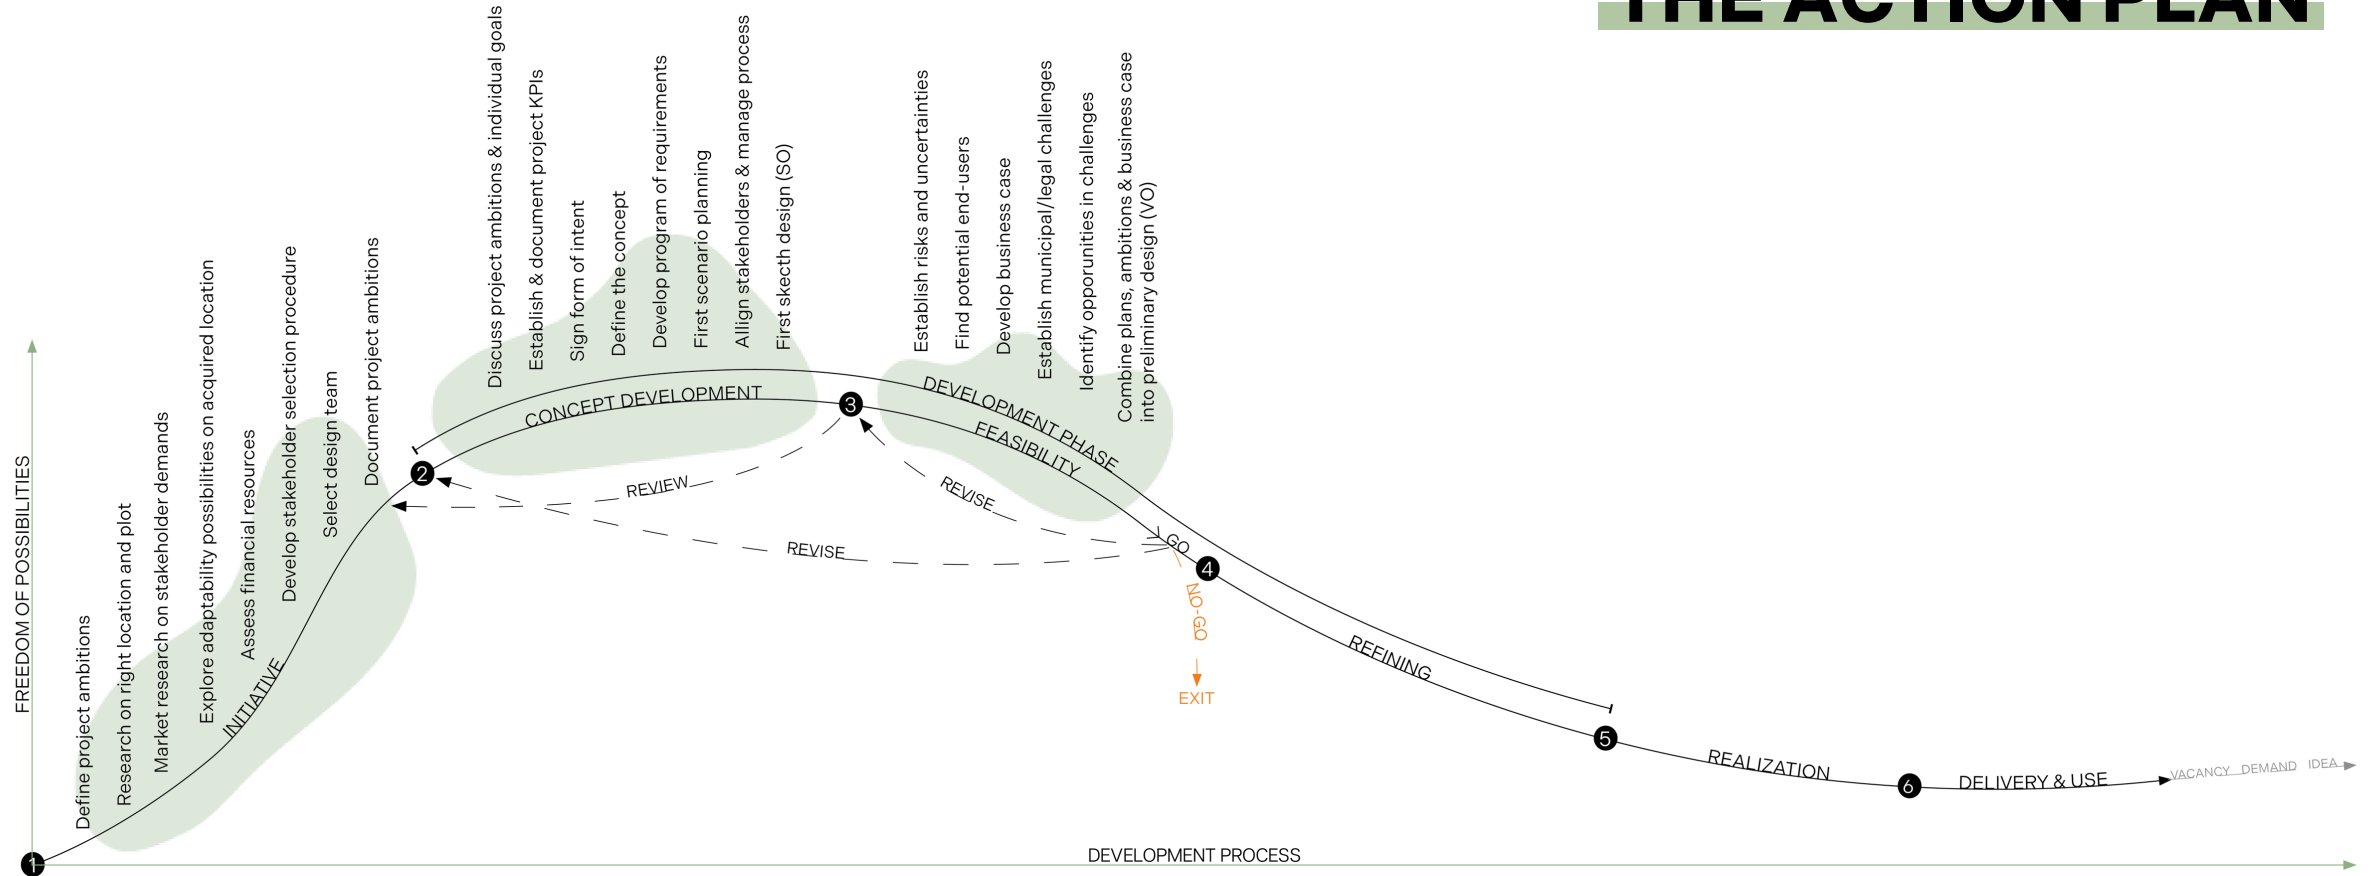 THE ACTION PLAN
FREEDOM OF POSSIBILITIES
Define project ambitions
Research on right location and plot
Market research on stakeholder demands
Explore adaptability possibilities on acquired location
Assess financial resources
Develop stakeholder selection procedure
Select design team
Document project ambitions
Discuss project ambitions & individual goals
Establish & document project KPIs
Sign form of intent
Define the concept
Develop program of requirements
First scenario planning
Allign stakeholders & manage process
First skecth design (SO)
Establish risks and uncertainties
Find potential end-users
Develop business case
Establish municipal/legal challenges
Identify opporunities in challenges
Combine plans, ambitions & business case
into preliminary design (VO)
1
INITIATIVE
2
CONCEPT DEVELOPMENT
3
DEVELOPMENT PHASE
FEASIBILITY
REVIEW
REVISE
REVISE
GO
4
NO-GO
EXIT
REFINING
5
REALIZATION
6
DELIVERY & USE
VACANCY DEMAND IDEA
DEVELOPMENT PROCESS